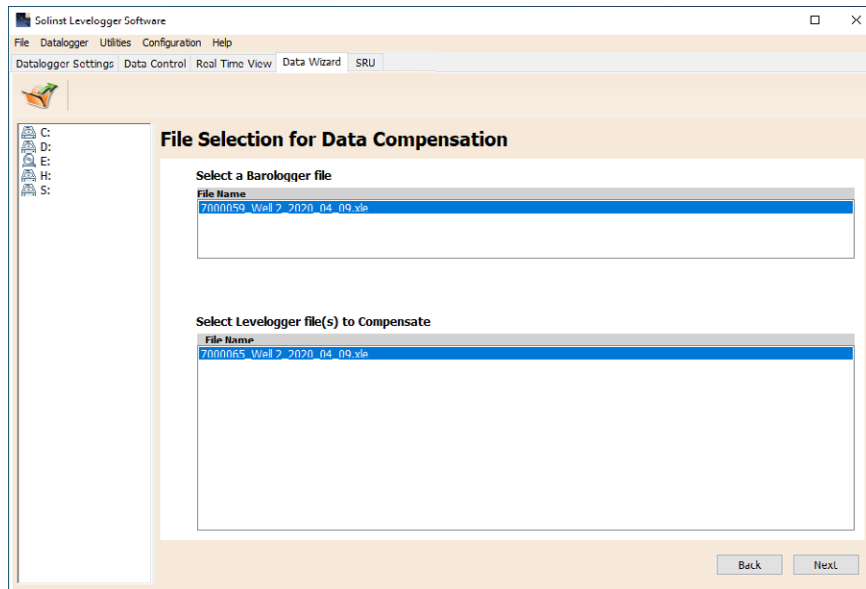 Solinst Levelogger Software
File Datalogger Utilities Configuration Help
Datalogger Settings Data Control Real Time View Data Wizard SRU
C:
D:
E:
H:
S:
File Selection for Data Compensation
Select a Barologger file
File Name
7000059_Well 2_2020_04_09.xle
Select Levelogger file(s) to Compensate
File Name
7000065_Well 2_2020_04_09.xle
Back Next